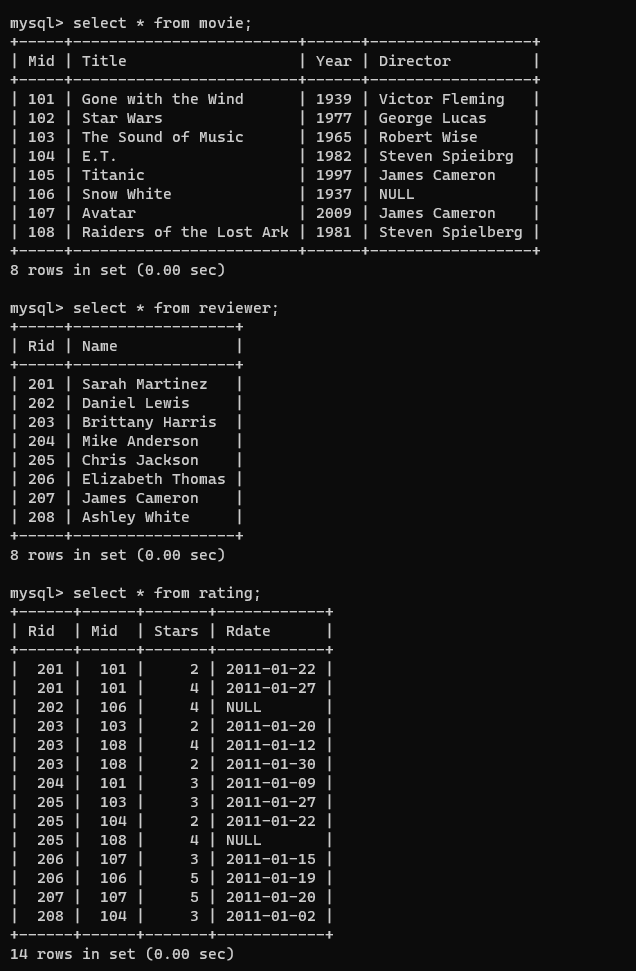 mysql> select * from movie;
+-----+-------------------------+------+------------------+
| Mid | Title                   | Year | Director         |
+-----+-------------------------+------+------------------+
| 101 | Gone with the Wind      | 1939 | Victor Fleming   |
| 102 | Star Wars               | 1977 | George Lucas     |
| 103 | The Sound of Music      | 1965 | Robert Wise      |
| 104 | E.T.                    | 1982 | Steven Spieibrg  |
| 105 | Titanic                 | 1997 | James Cameron    |
| 106 | Snow White              | 1937 | NULL             |
| 107 | Avatar                  | 2009 | James Cameron    |
| 108 | Raiders of the Lost Ark | 1981 | Steven Spielberg |
+-----+-------------------------+------+------------------+
8 rows in set (0.00 sec)

mysql> select * from reviewer;
+-----+------------------+
| Rid | Name             |
+-----+------------------+
| 201 | Sarah Martinez   |
| 202 | Daniel Lewis     |
| 203 | Brittany Harris  |
| 204 | Mike Anderson    |
| 205 | Chris Jackson    |
| 206 | Elizabeth Thomas |
| 207 | James Cameron    |
| 208 | Ashley White     |
+-----+------------------+
8 rows in set (0.00 sec)

mysql> select * from rating;
+------+------+-------+------------+
| Rid  | Mid  | Stars | Rdate      |
+------+------+-------+------------+
|  201 |  101 |     2 | 2011-01-22 |
|  201 |  101 |     4 | 2011-01-27 |
|  202 |  106 |     4 | NULL       |
|  203 |  103 |     2 | 2011-01-20 |
|  203 |  108 |     4 | 2011-01-12 |
|  203 |  108 |     2 | 2011-01-30 |
|  204 |  101 |     3 | 2011-01-09 |
|  205 |  103 |     3 | 2011-01-27 |
|  205 |  104 |     2 | 2011-01-22 |
|  205 |  108 |     4 | NULL       |
|  206 |  107 |     3 | 2011-01-15 |
|  206 |  106 |     5 | 2011-01-19 |
|  207 |  107 |     5 | 2011-01-20 |
|  208 |  104 |     3 | 2011-01-02 |
+------+------+-------+------------+
14 rows in set (0.00 sec)